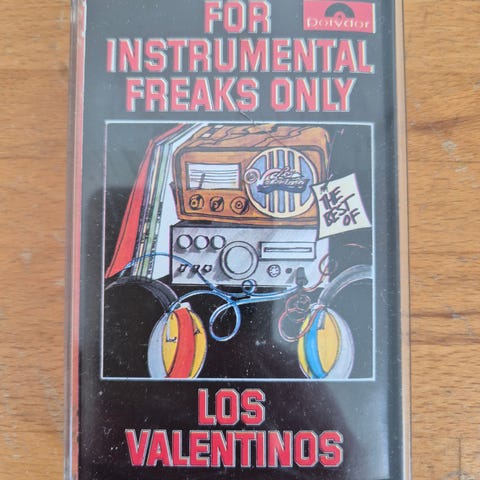 FOR
polydor
INSTRUMENTAL
FREAKS ONLY
THE
BEST
OF
LOS
VALENTINOS